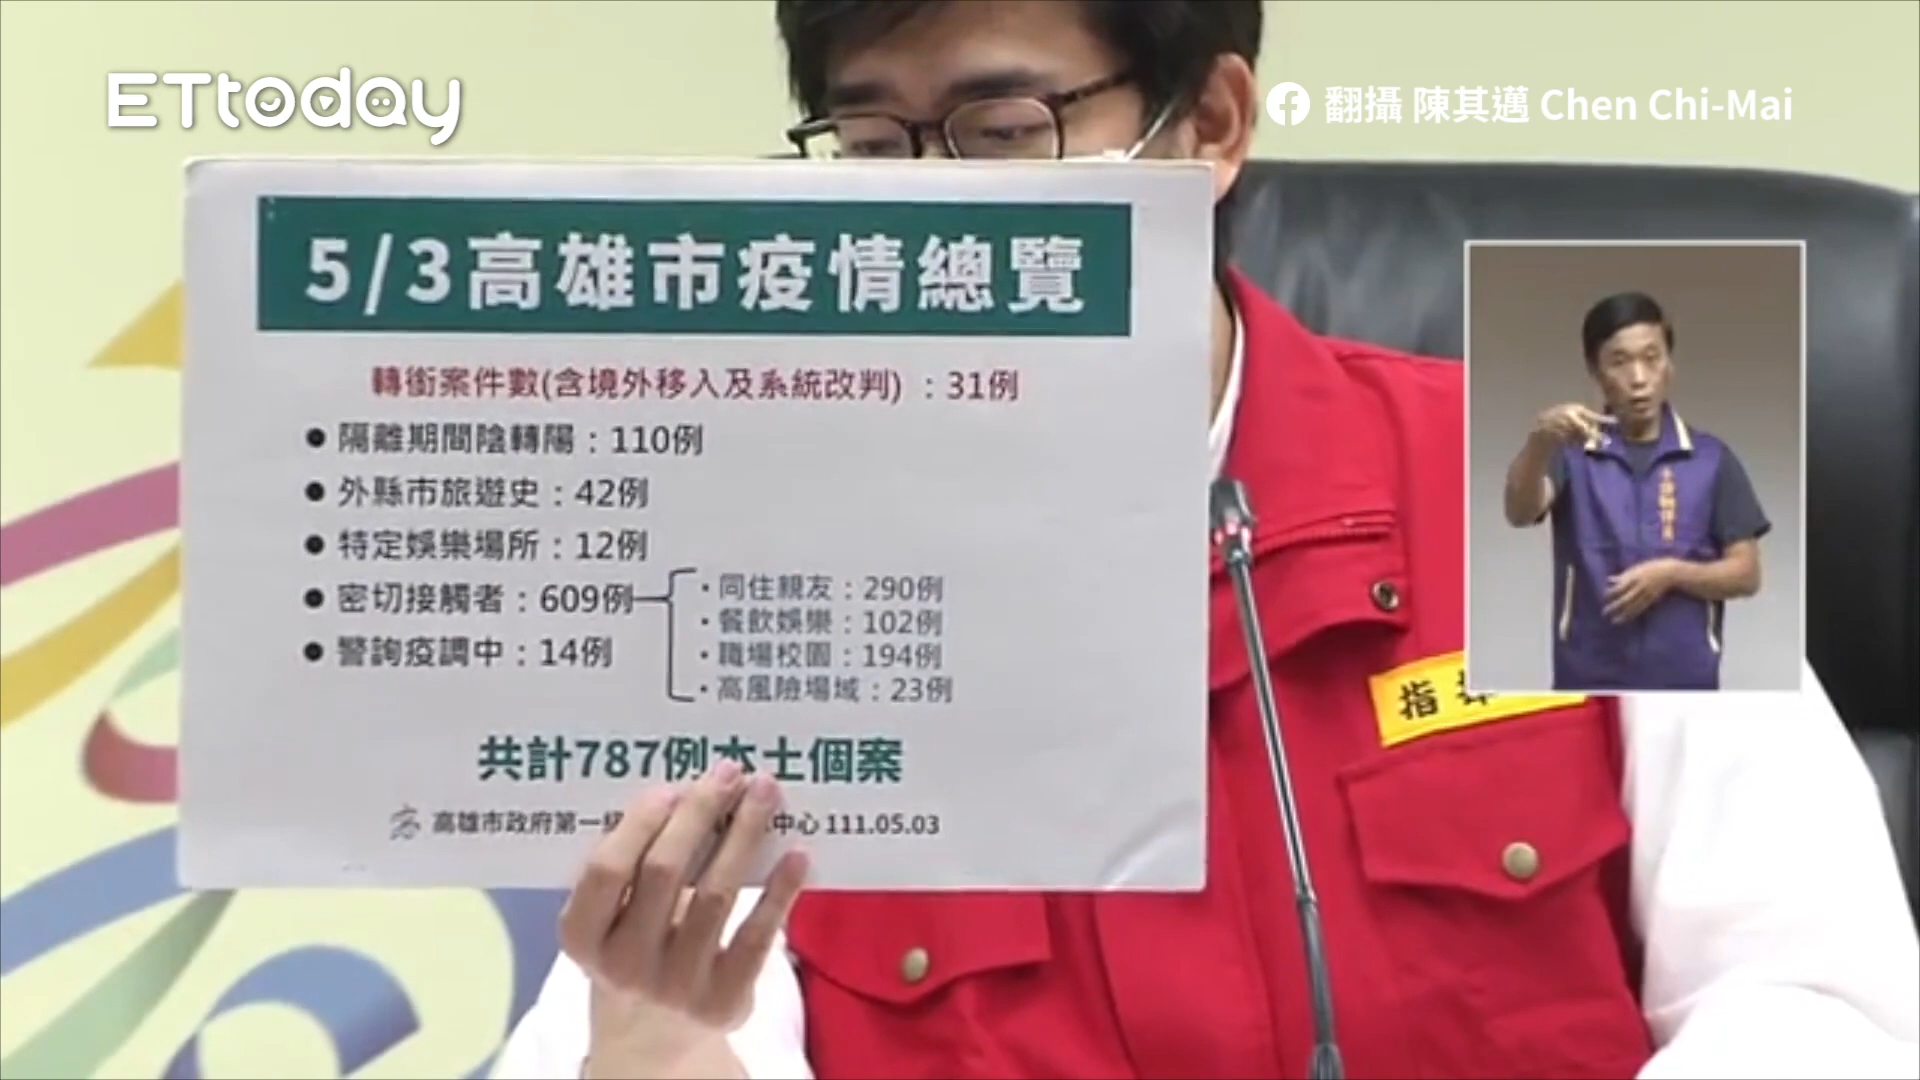 ETtoday
翻攝 陳其邁 Chen Chi-Mai
5/3高雄市疫情總覽
轉銜案件數(含境外移入及系統改判) : 31例
● 隔離期間陰轉陽 : 110例
● 外縣市旅遊史 : 42例
● 特定娛樂場所 : 12例
● 密切接觸者 : 609例
・同住親友 : 290例
・餐飲娛樂 : 102例
・職場校園 : 194例
・高風險場域 : 23例
● 警詢疫調中 : 14例
共計787例本土個案
高雄市政府第一級 中心 111.05.03
指揮